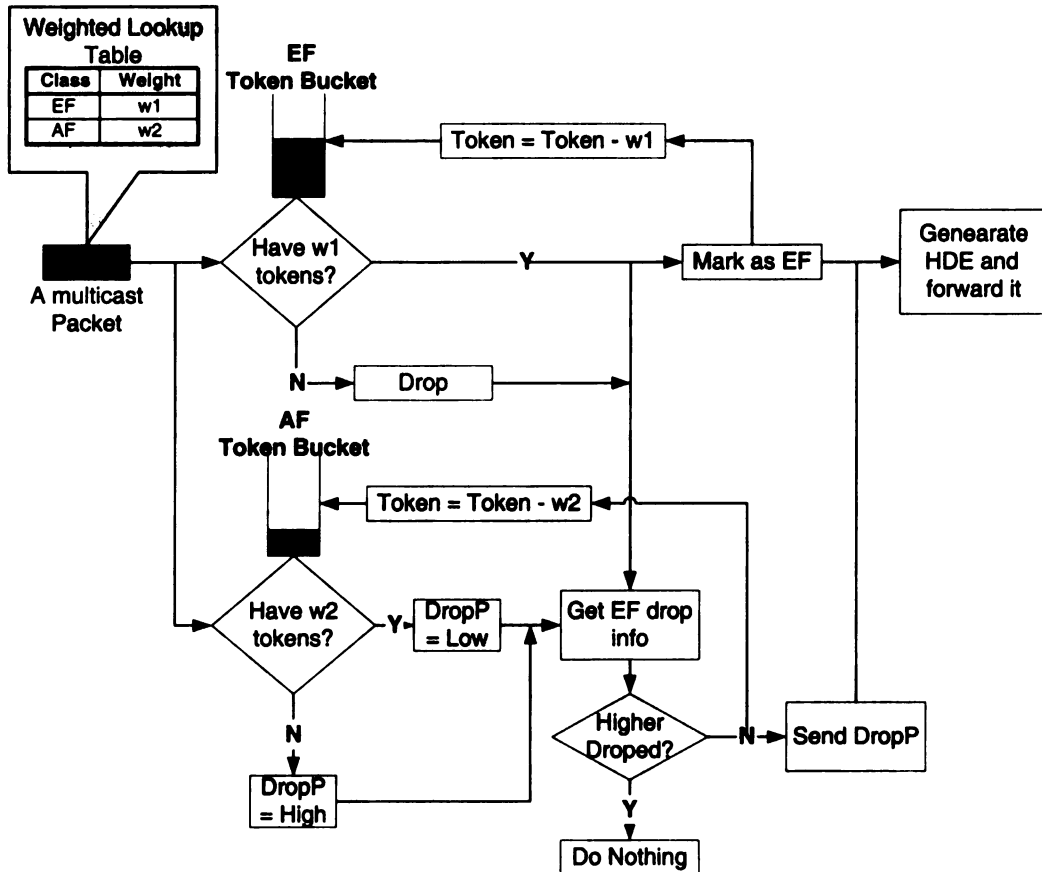 Weighted Lookup
Table
Class Weight
EF w1
AF w2
EF
Token Bucket
Token = Token - w1
Have w1
tokens?
Y
Mark as EF
Genearate
HDE and
forward it
A multicast
Packet
N
Drop
AF
Token Bucket
Token = Token - w2
Have w2
tokens?
Y
DropP
= Low
Get EF drop
info
N
DropP
= High
Higher
Droped?
N
Send DropP
Y
Do Nothing